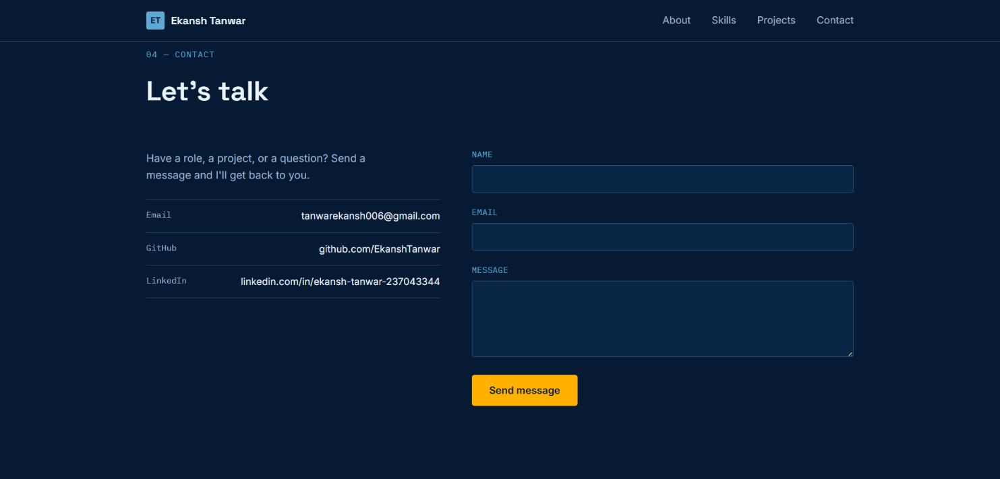 ET Ekansh Tanwar
About Skills Projects Contact
04 — CONTACT
Let’s talk
Have a role, a project, or a question? Send a
message and I'll get back to you.
Email tanwarekansh006@gmail.com
GitHub github.com/EkanshTanwar
LinkedIn linkedin.com/in/ekansh-tanwar-237043344
NAME
EMAIL
MESSAGE
Send message